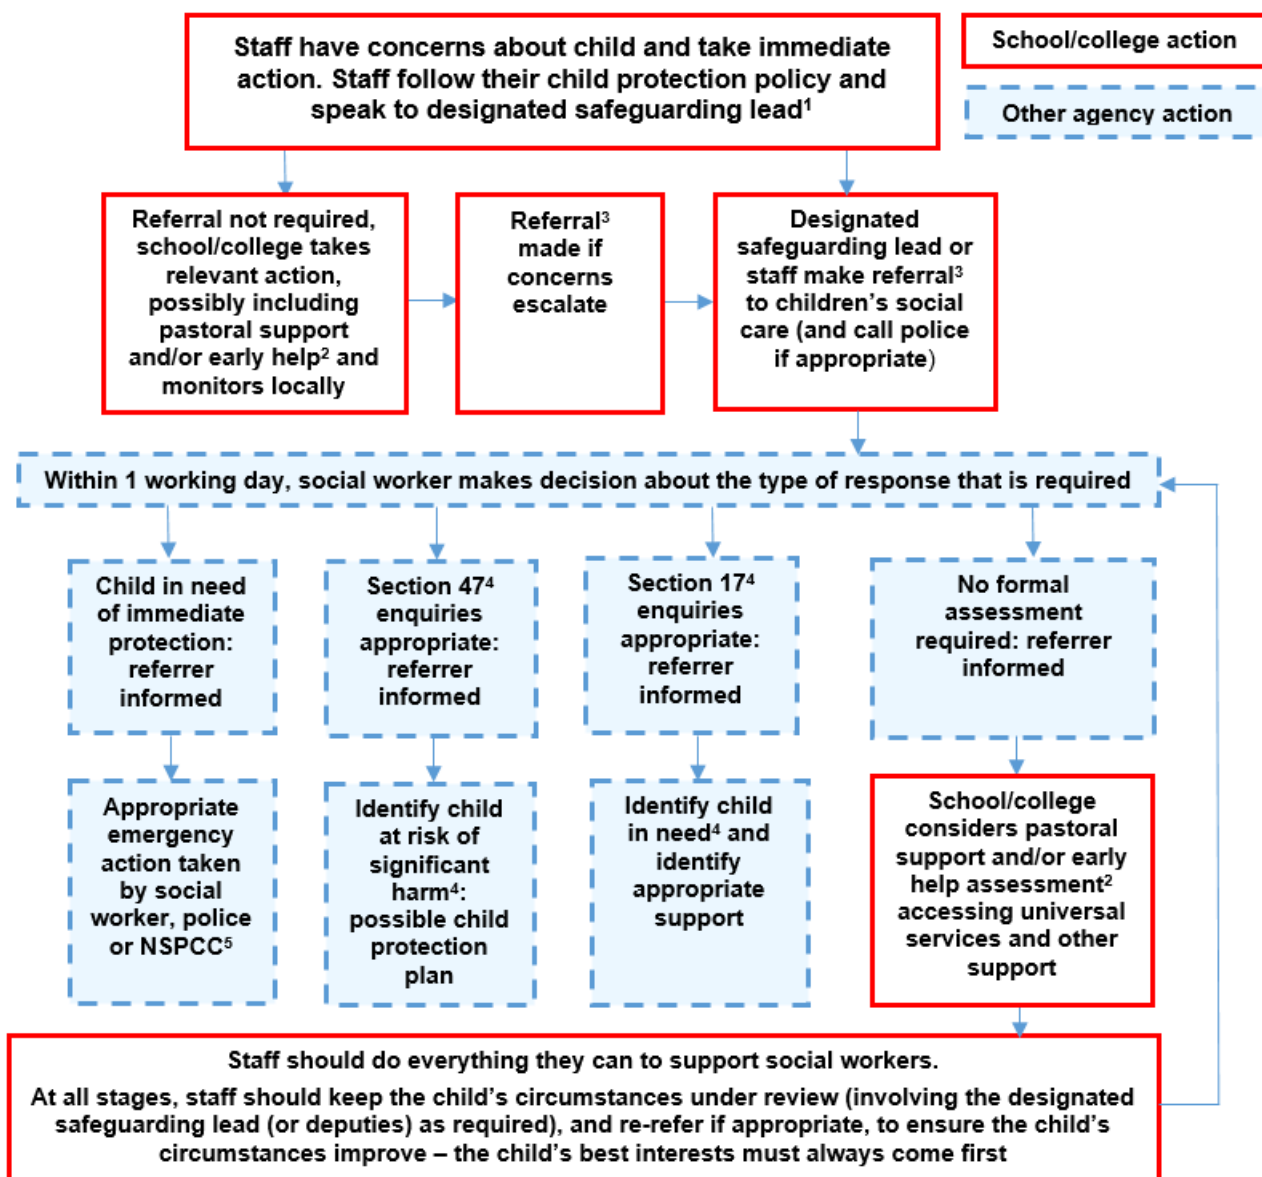 Staff have concerns about child and take immediate
action. Staff follow their child protection policy and
speak to designated safeguarding lead¹
School/college action
Other agency action
Referral not required,
school/college takes
relevant action,
possibly including
pastoral support
and/or early help² and
monitors locally
Referral³
made if
concerns
escalate
Designated
safeguarding lead or
staff make referral³
to children’s social
care (and call police
if appropriate)
Within 1 working day, social worker makes decision about the type of response that is required
Child in need
of immediate
protection:
referrer
informed
Section 47⁴
enquiries
appropriate:
referrer
informed
Section 17⁴
enquiries
appropriate:
referrer
informed
No formal
assessment
required: referrer
informed
Appropriate
emergency
action taken
by social
worker, police
or NSPCC⁵
Identify child
at risk of
significant
harm⁴:
possible child
protection
plan
Identify child
in need⁴ and
identify
appropriate
support
School/college
considers pastoral
support and/or early
help assessment²
accessing universal
services and other
support
Staff should do everything they can to support social workers.
At all stages, staff should keep the child’s circumstances under review (involving the designated
safeguarding lead (or deputies) as required), and re-refer if appropriate, to ensure the child’s
circumstances improve – the child’s best interests must always come first